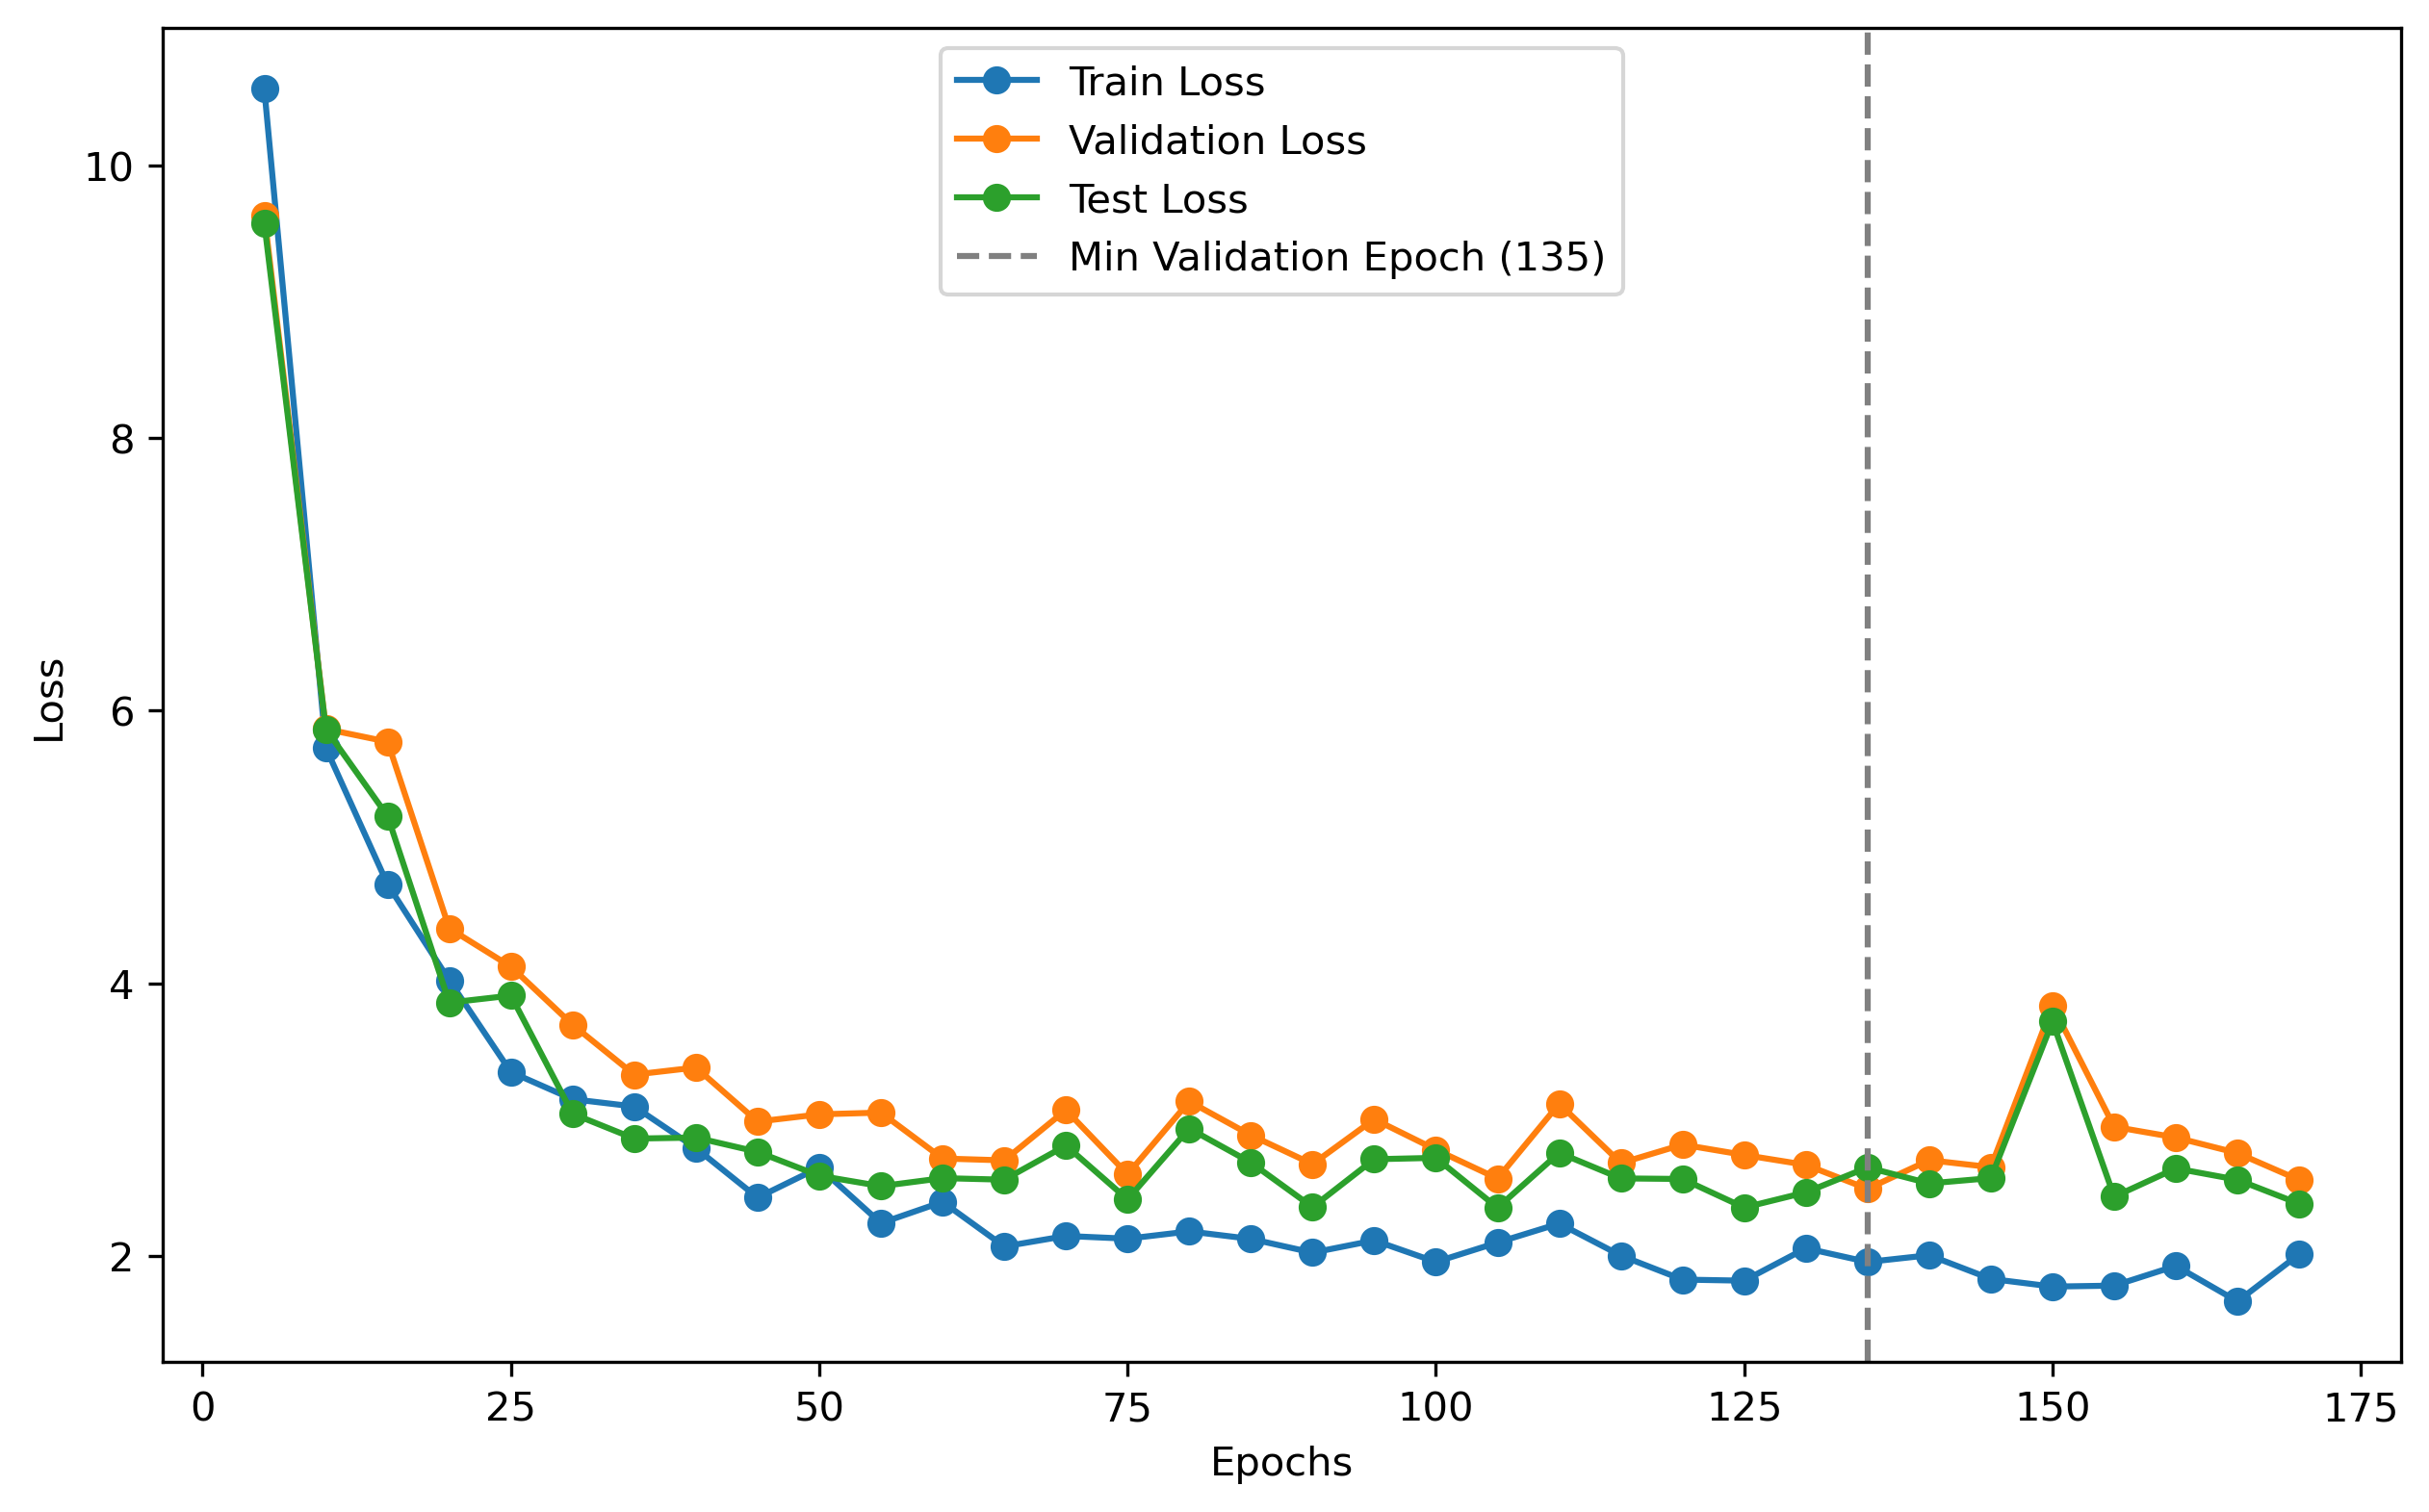 Train Loss
Validation Loss
Test Loss
Min Validation Epoch (135)
10
8
6
4
2
Loss
0 25 50 75 100 125 150 175
Epochs